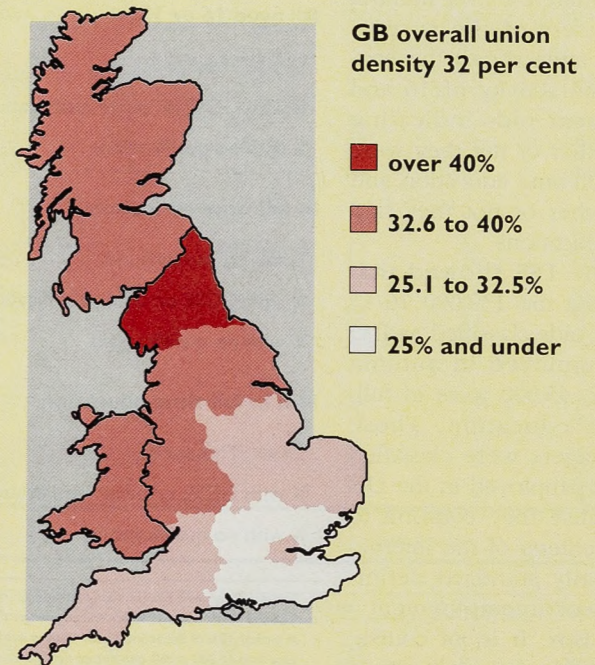 GB overall union
density 32 per cent
over 40%
32.6 to 40%
25.1 to 32.5%
25% and under